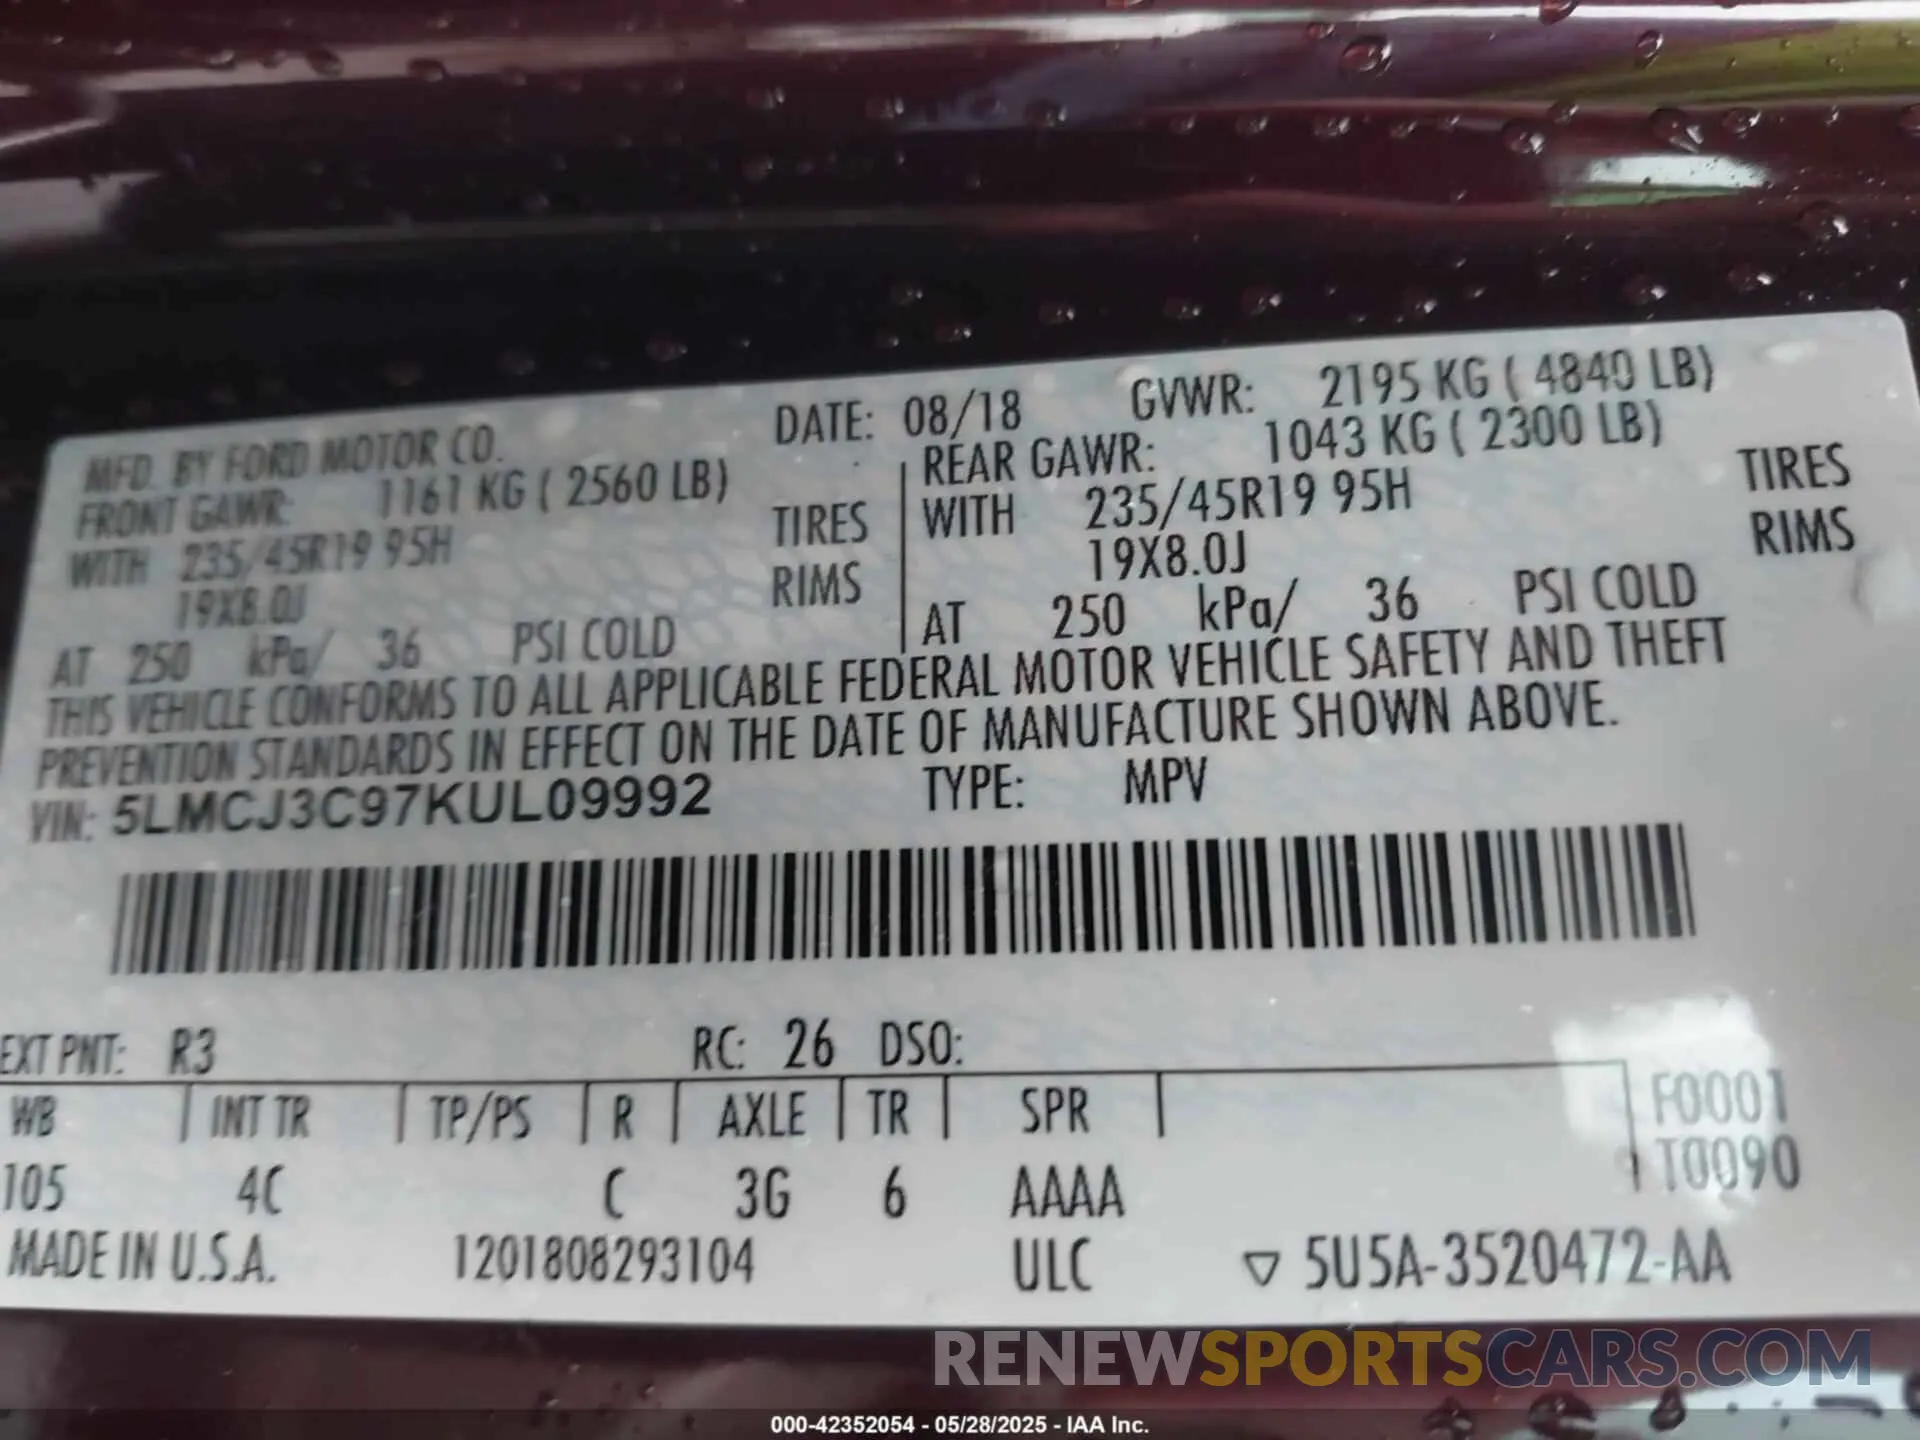 MFD. BY FORD MOTOR CO. DATE: 08/18 GVWR: 2195 KG ( 4840 LB)
FRONT GAWR: 1161 KG ( 2560 LB) REAR GAWR: 1043 KG ( 2300 LB)
WITH 235/45R19 95H TIRES WITH 235/45R19 95H TIRES
19X8.0J RIMS 19X8.0J RIMS
AT 250 kPa/ 36 PSI COLD AT 250 kPa/ 36 PSI COLD
THIS VEHICLE CONFORMS TO ALL APPLICABLE FEDERAL MOTOR VEHICLE SAFETY AND THEFT
PREVENTION STANDARDS IN EFFECT ON THE DATE OF MANUFACTURE SHOWN ABOVE.
VIN: 5LMCJ3C97KUL09992 TYPE: MPV
EXT PNT: R3 RC: 26 DSO:
WB INT TR TP/PS R AXLE TR SPR F0001
105 4C C 3G 6 AAAA T0090
MADE IN U.S.A. 1201808293104 ULC ▽ 5U5A-3520472-AA
RENEWSPORTSCARS.COM
000-42352054 - 05/28/2025 - IAA Inc.